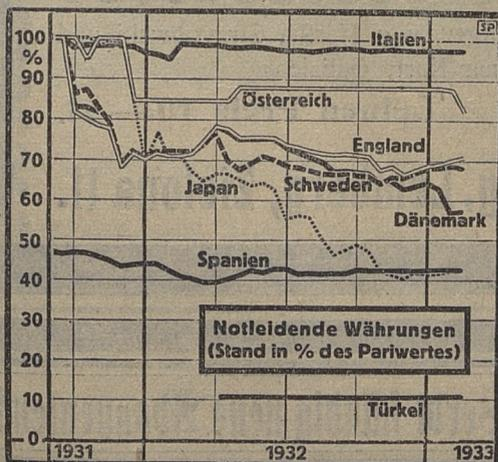 SP
100
%
90
80
70
60
50
40
30
20
10
0
Italien
Österreich
England
Japan
Schweden
Dänemark
Spanien
Notleidende Währungen
(Stand in % des Pariwertes)
Türkei
1931
1932
1933